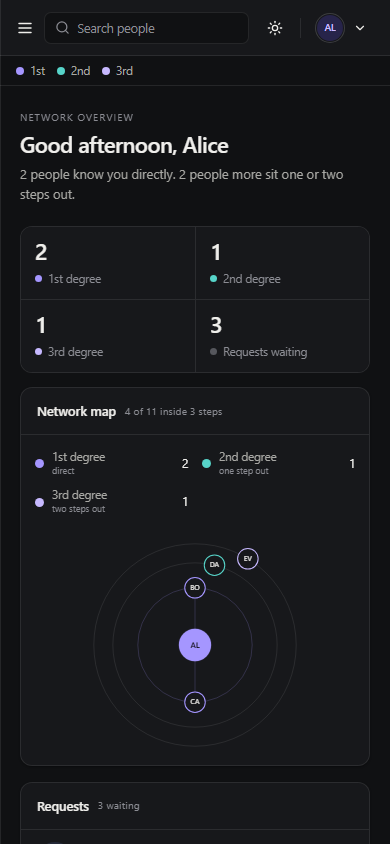 Search people
AL
1st 2nd 3rd
NETWORK OVERVIEW
Good afternoon, Alice
2 people know you directly. 2 people more sit one or two
steps out.
2
1st degree
1
2nd degree
1
3rd degree
3
Requests waiting
Network map 4 of 11 inside 3 steps
1st degree
direct
2
2nd degree
one step out
1
3rd degree
two steps out
1
EV
DA
BO
AL
CA
Requests 3 waiting